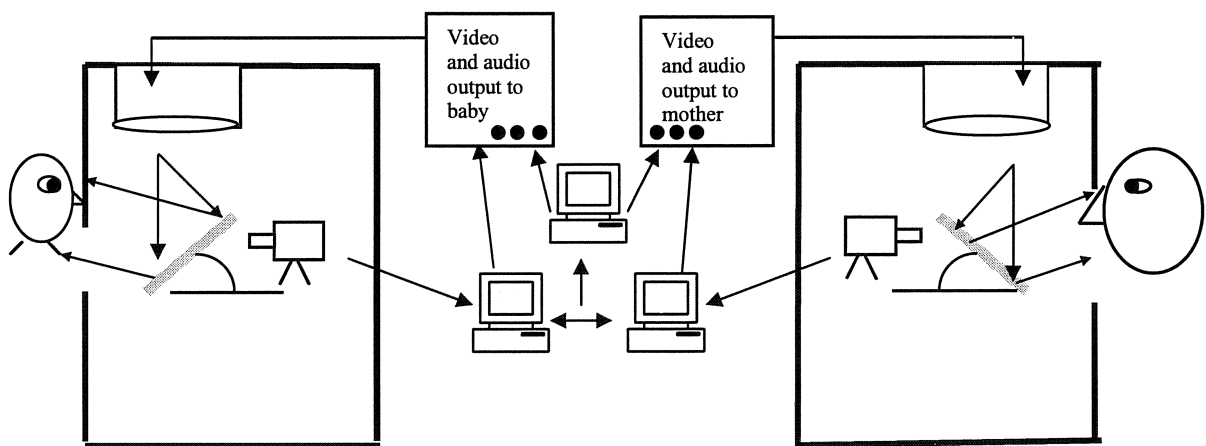 Video
and audio
output to
baby
Video
and audio
output to
mother